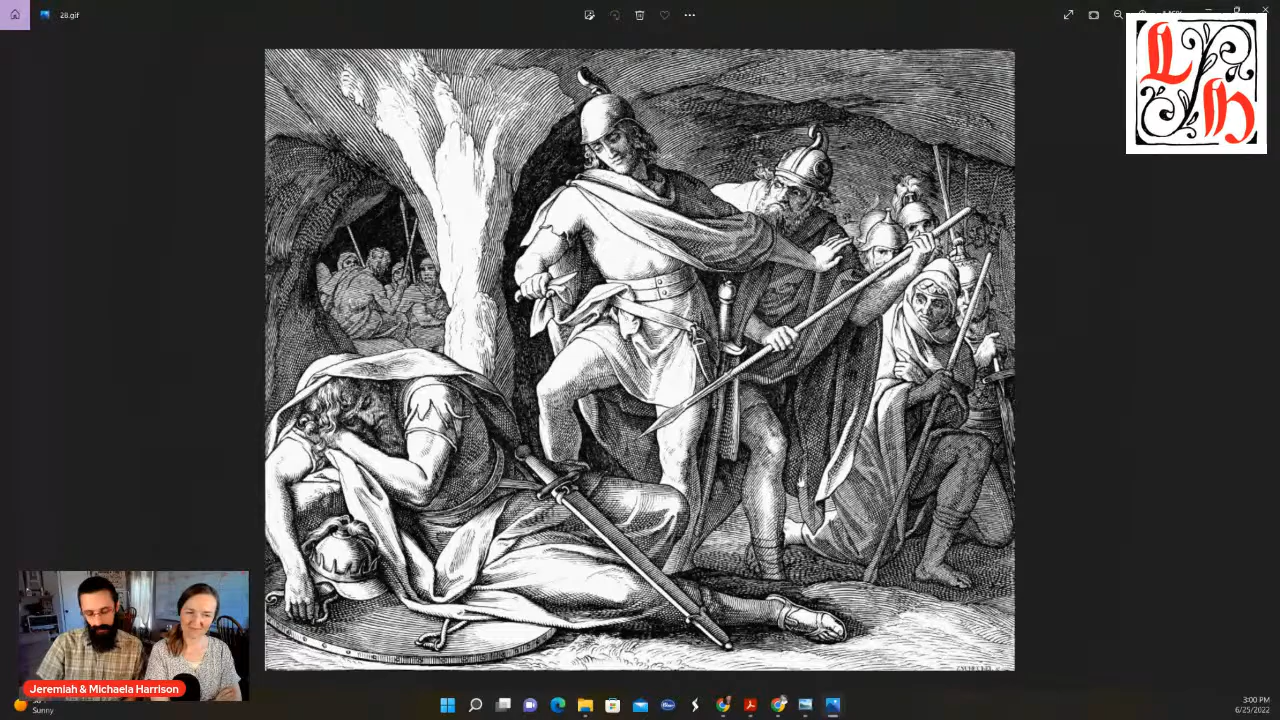 28.gif
L H
Jeremiah & Michaela Harrison
Sunny
3:00 PM
6/25/2022